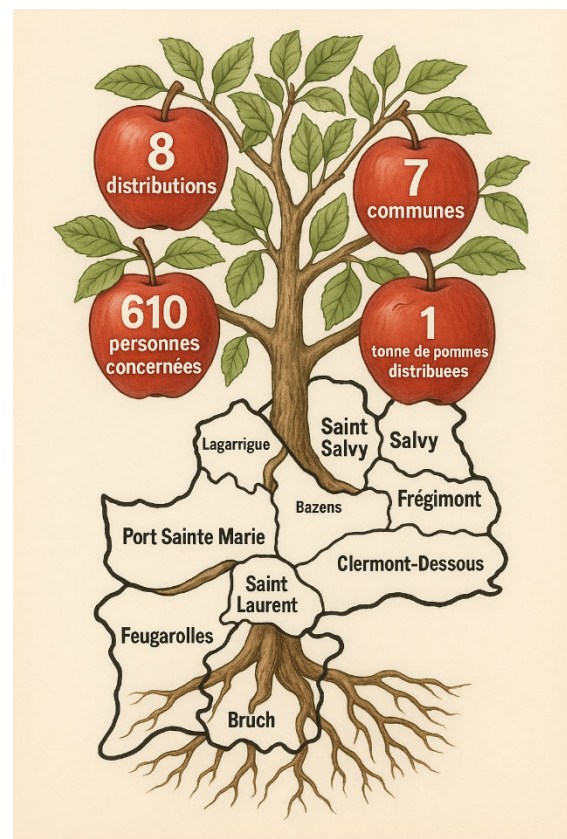 8
distributions
7
communes
610
personnes
concernées
1
tonne de pommes
distribuees
Lagarrigue
Saint
Salvy
Salvy
Bazens
Frégimont
Port Sainte Marie
Clermont-Dessous
Saint
Laurent
Feugarolles
Bruch